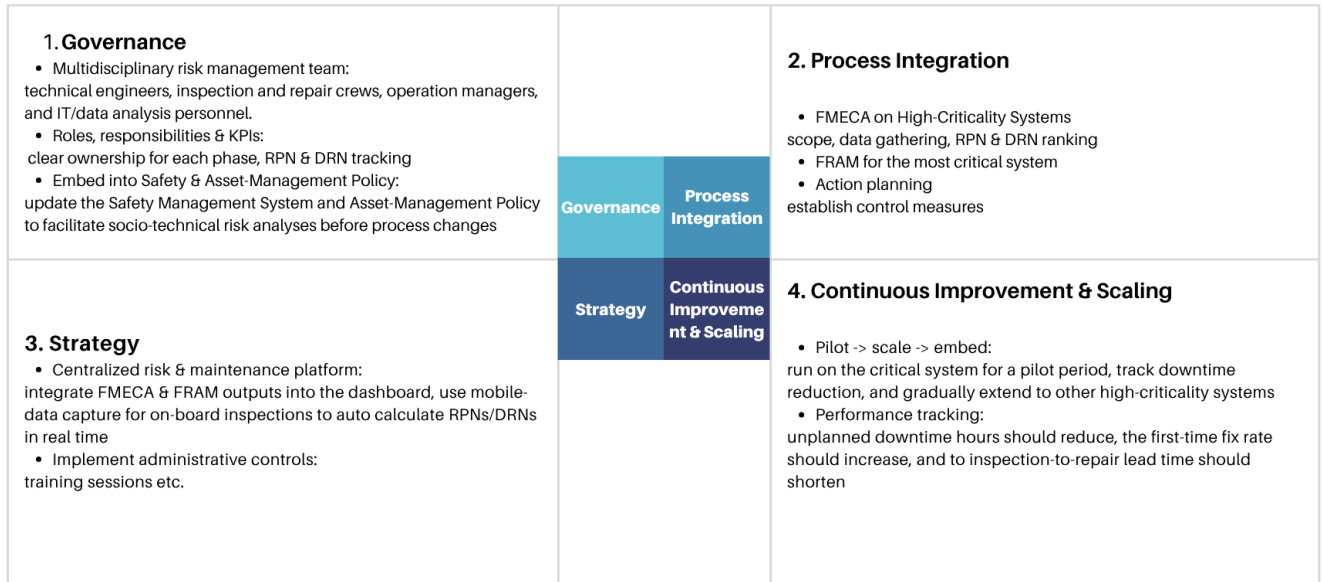 1. Governance
• Multidisciplinary risk management team:
technical engineers, inspection and repair crews, operation managers,
and IT/data analysis personnel.
• Roles, responsibilities & KPIs:
clear ownership for each phase, RPN & DRN tracking
• Embed into Safety & Asset-Management Policy:
update the Safety Management System and Asset-Management Policy
to facilitate socio-technical risk analyses before process changes
2. Process Integration
• FMECA on High-Criticality Systems
scope, data gathering, RPN & DRN ranking
• FRAM for the most critical system
• Action planning
establish control measures
Governance
Process
Integration
Strategy
Continuous
Improveme
nt & Scaling
3. Strategy
• Centralized risk & maintenance platform:
integrate FMECA & FRAM outputs into the dashboard, use mobile-
data capture for on-board inspections to auto calculate RPNs/DRNs
in real time
• Implement administrative controls:
training sessions etc.
4. Continuous Improvement & Scaling
• Pilot -> scale -> embed:
run on the critical system for a pilot period, track downtime
reduction, and gradually extend to other high-criticality systems
• Performance tracking:
unplanned downtime hours should reduce, the first-time fix rate
should increase, and to inspection-to-repair lead time should
shorten